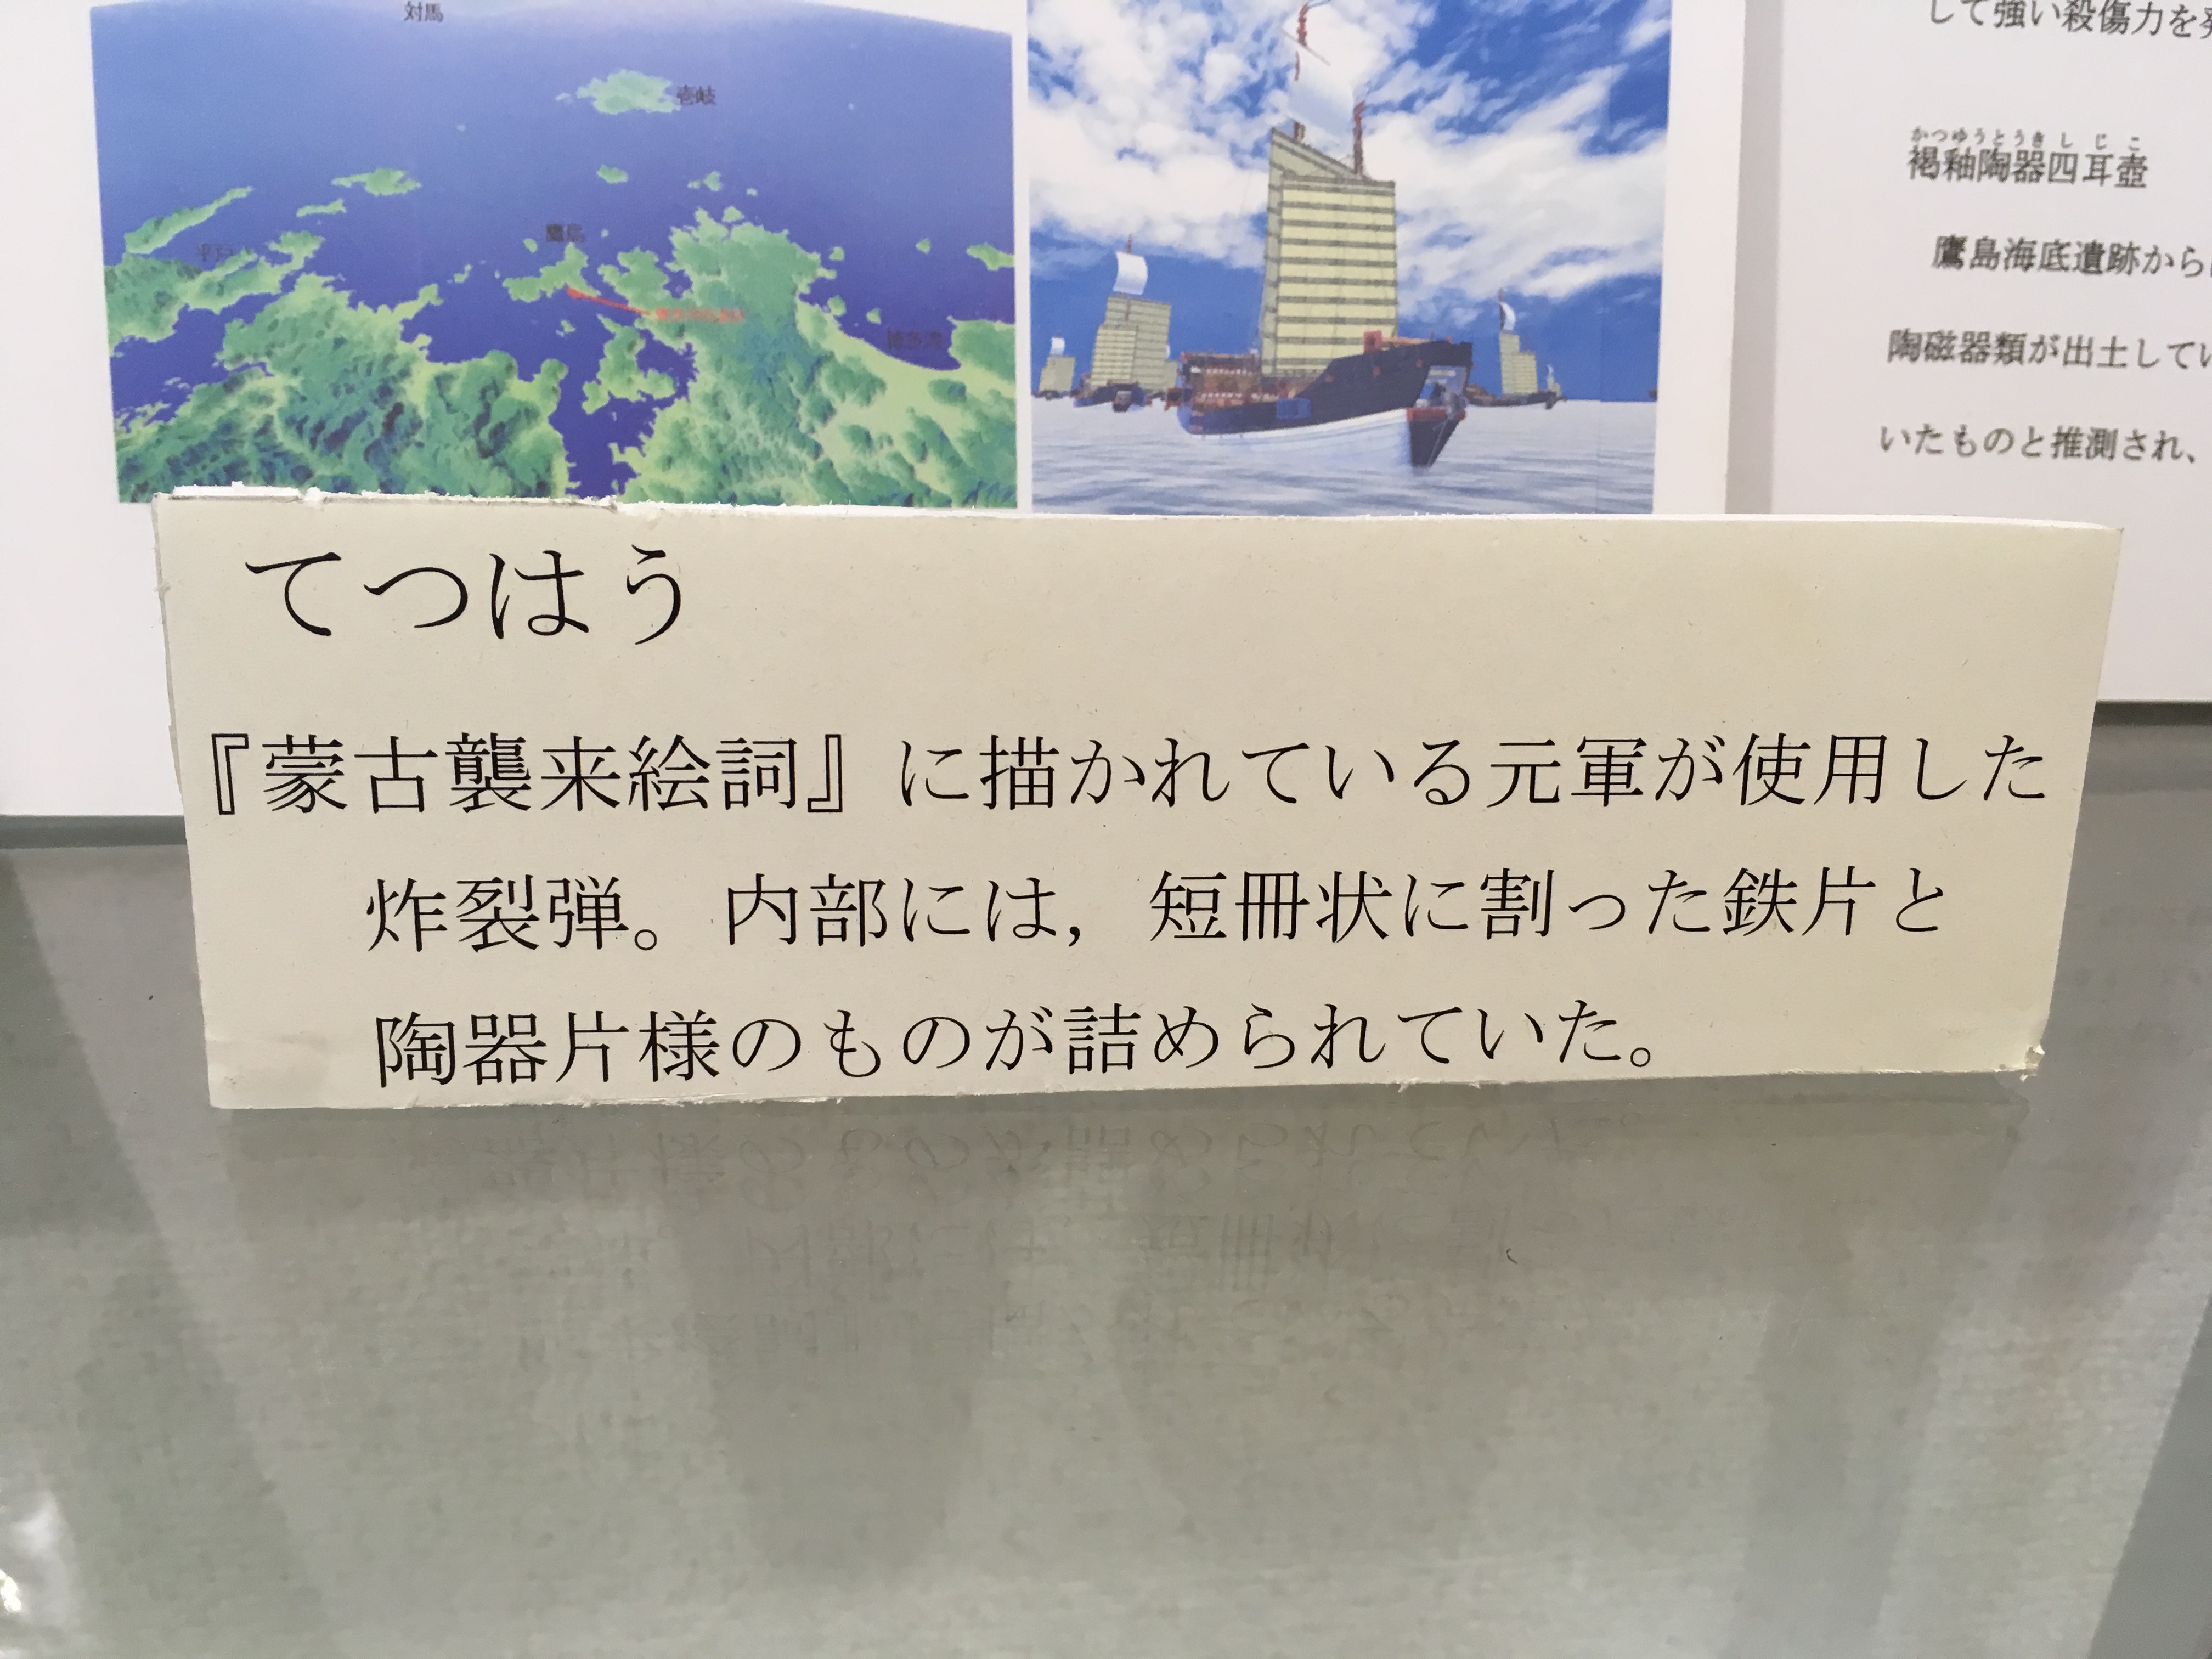 対馬
壱岐
平戸
鷹島
博多湾
して強い殺傷力を
かつゆうとうきしじこ
褐釉陶器四耳壺
鷹島海底遺跡から
陶磁器類が出土してい
いたものと推測され、
てつはう
『蒙古襲来絵詞』に描かれている元軍が使用した
炸裂弾。内部には，短冊状に割った鉄片と
陶器片様のものが詰められていた。